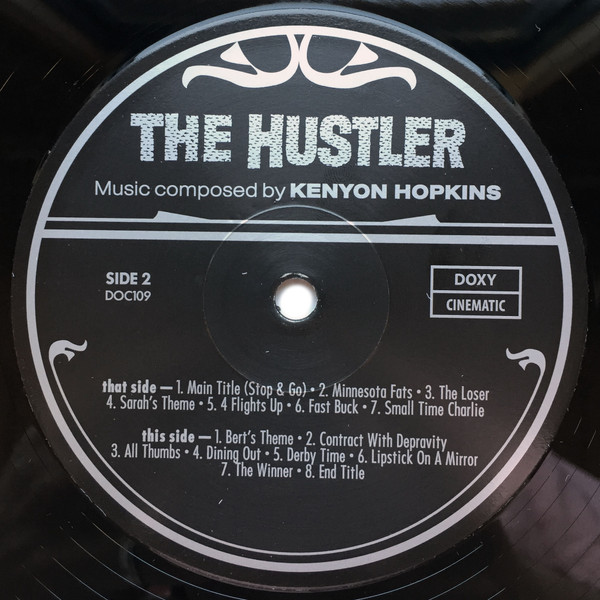 THE HUSTLER
Music composed by KENYON HOPKINS
SIDE 2
DOC109
DOXY
CINEMATIC
that side — 1. Main Title (Stop & Go) • 2. Minnesota Fats • 3. The Loser
4. Sarah's Theme • 5. 4 Flights Up • 6. Fast Buck • 7. Small Time Charlie
this side — 1. Bert's Theme • 2. Contract With Depravity
3. All Thumbs • 4. Dining Out • 5. Derby Time • 6. Lipstick On A Mirror
7. The Winner • 8. End Title